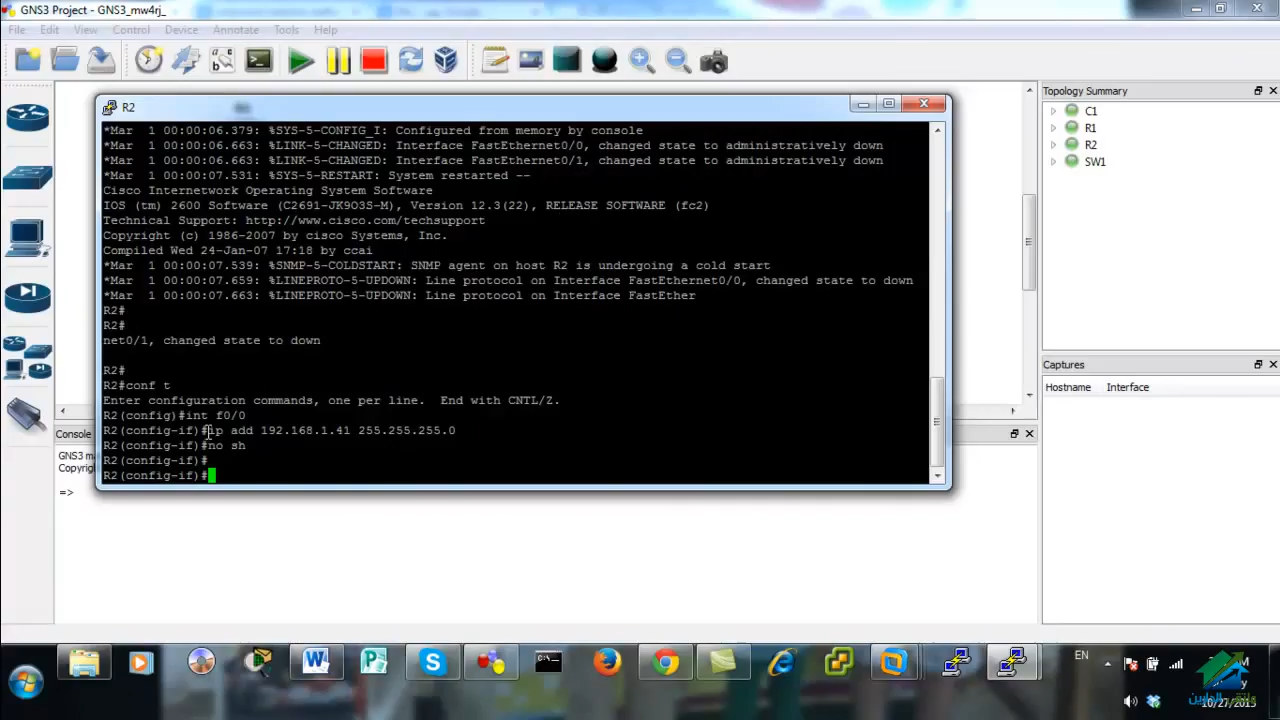 GNS3 Project - GNS3_mw4rj_
File Edit View Control Device Annotate Tools Help
R2
*Mar 1 00:00:06.379: %SYS-5-CONFIG_I: Configured from memory by console
*Mar 1 00:00:06.663: %LINK-5-CHANGED: Interface FastEthernet0/0, changed state to administratively down
*Mar 1 00:00:06.663: %LINK-5-CHANGED: Interface FastEthernet0/1, changed state to administratively down
*Mar 1 00:00:07.531: %SYS-5-RESTART: System restarted --
Cisco Internetwork Operating System Software
IOS (tm) 2600 Software (C2691-JK9O3S-M), Version 12.3(22), RELEASE SOFTWARE (fc2)
Technical Support: http://www.cisco.com/techsupport
Copyright (c) 1986-2007 by cisco Systems, Inc.
Compiled Wed 24-Jan-07 17:18 by ccai
*Mar 1 00:00:07.539: %SNMP-5-COLDSTART: SNMP agent on host R2 is undergoing a cold start
*Mar 1 00:00:07.659: %LINEPROTO-5-UPDOWN: Line protocol on Interface FastEthernet0/0, changed state to down
*Mar 1 00:00:07.663: %LINEPROTO-5-UPDOWN: Line protocol on Interface FastEther
R2#
R2#
net0/1, changed state to down
R2#
R2#conf t
Enter configuration commands, one per line. End with CNTL/Z.
R2(config)#int f0/0
R2(config-if)#ip add 192.168.1.41 255.255.255.0
R2(config-if)#no sh
R2(config-if)#
R2(config-if)#
Topology Summary
C1
R1
R2
SW1
Captures
Hostname Interface
Console
GNS3
Copyr
=>
EN
M
y
10/27/2015